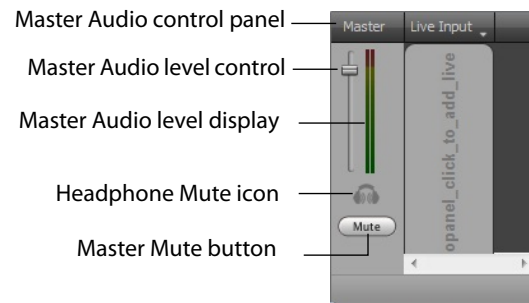 Master Audio control panel
Master Live Input
Master Audio level control
Master Audio level display
opanel_click_to_add_live
Headphone Mute icon
Mute
Master Mute button